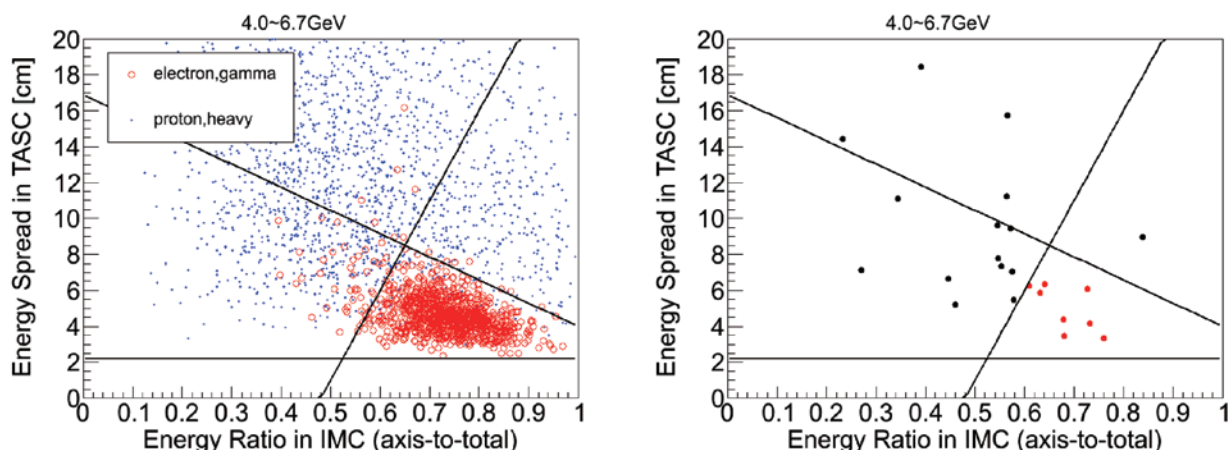 4.0~6.7GeV
Energy Spread in TASC [cm]
20
18
16
14
12
10
8
6
4
2
0
electron,gamma
proton,heavy
0 0.1 0.2 0.3 0.4 0.5 0.6 0.7 0.8 0.9 1
Energy Ratio in IMC (axis-to-total)
4.0~6.7GeV
Energy Spread in TASC [cm]
20
18
16
14
12
10
8
6
4
2
0
0 0.1 0.2 0.3 0.4 0.5 0.6 0.7 0.8 0.9 1
Energy Ratio in IMC (axis-to-total)